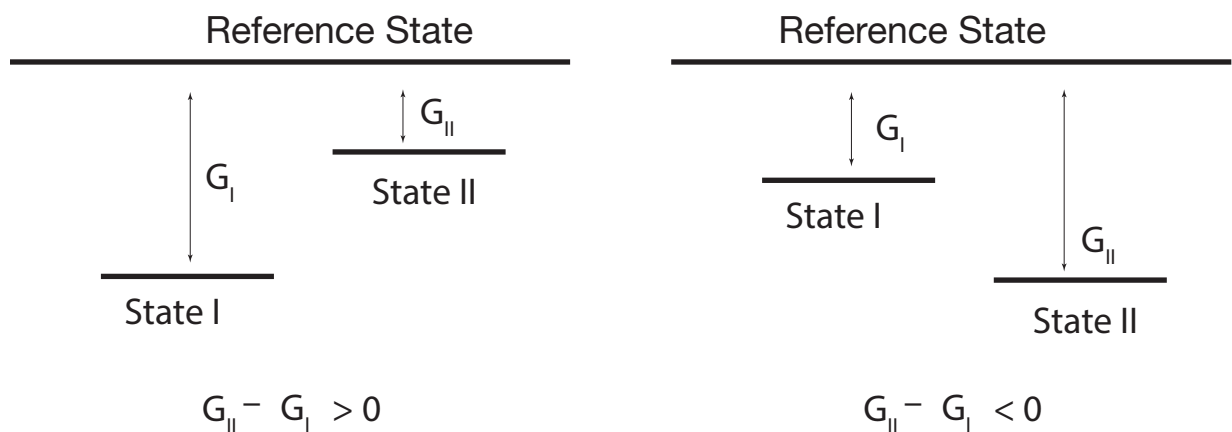 Reference State
G_II
G_I
State II
State I
G_II – G_I > 0
Reference State
G_I
State I
G_II
State II
G_II – G_I < 0